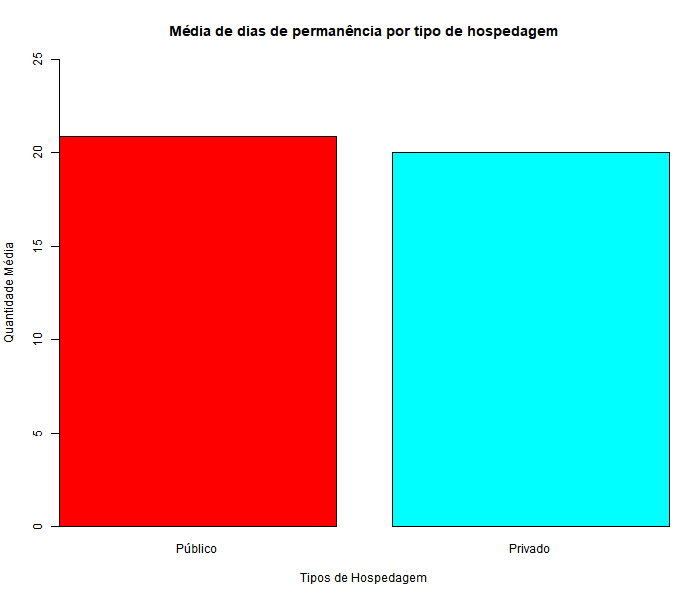 Média de dias de permanência por tipo de hospedagem
25
20
15
10
5
0
Quantidade Média
Público
Privado
Tipos de Hospedagem